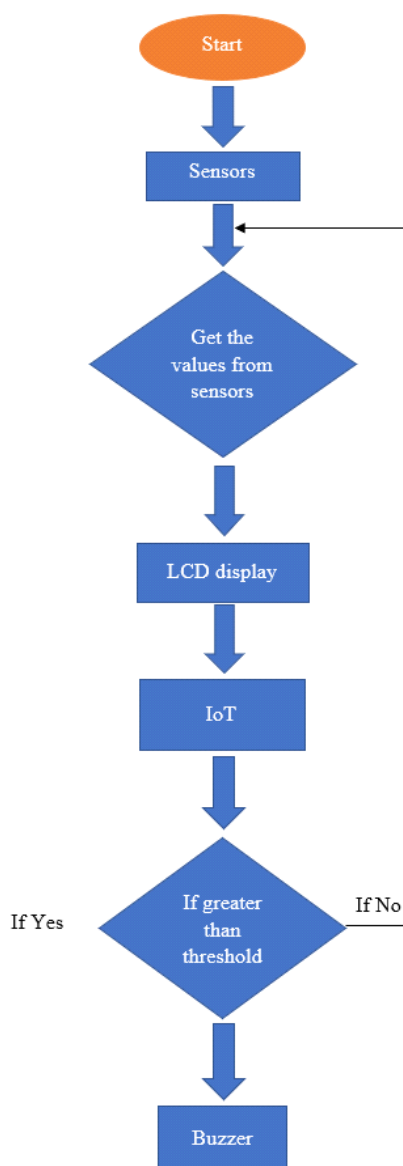 Start
Sensors
Get the
values from
sensors
LCD display
IoT
If Yes
If greater
than
threshold
If No
Buzzer